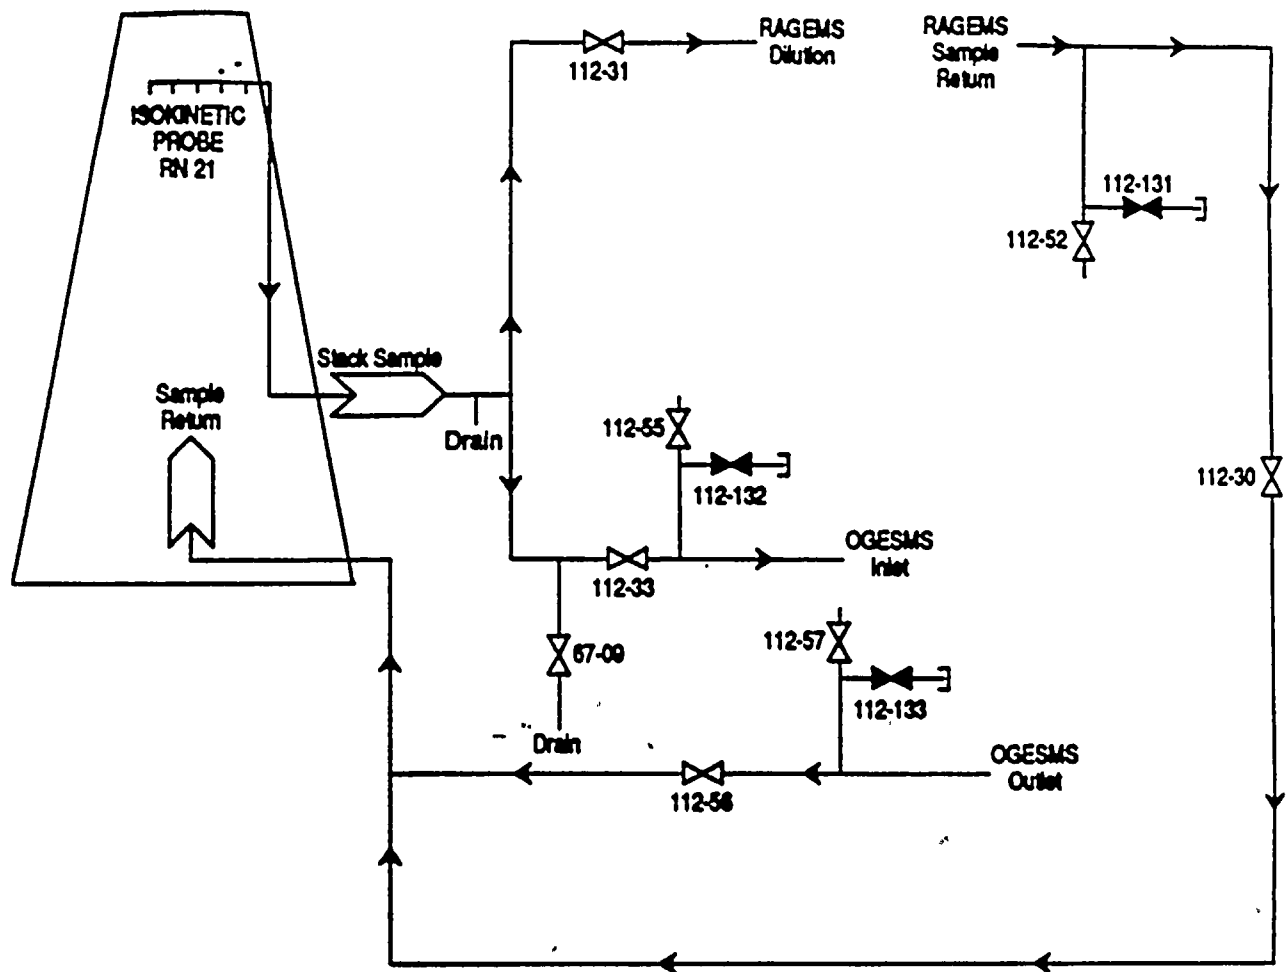 RAGEMS
Dilution
RAGEMS
Sample
Return
112-31
ISOKINETIC
PROBE
RN 21
112-131
112-52
Stack Sample
Sample
Return
Drain
112-55
112-132
112-30
OGESMS
Inlet
112-33
112-57
67-09
112-133
Drain
OGESMS
Outlet
112-56